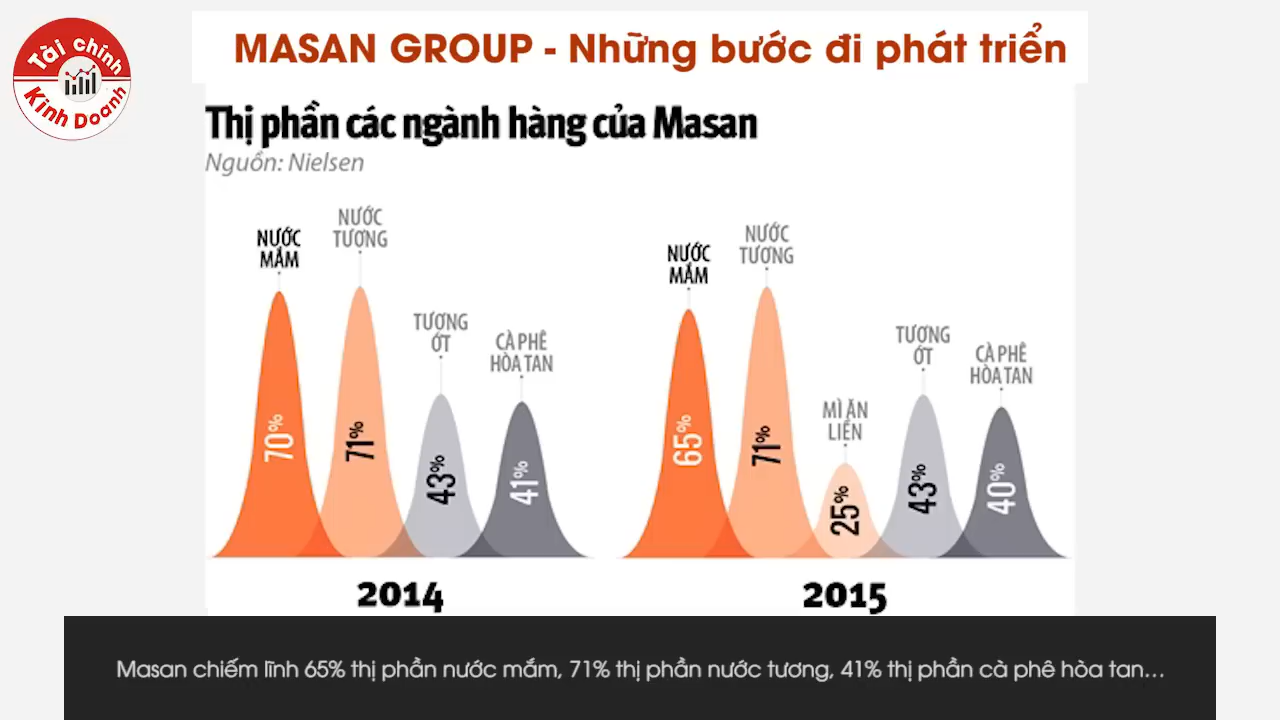 Tài chính
Kinh Doanh
MASAN GROUP - Những bước đi phát triển
Thị phần các ngành hàng của Masan
Nguồn: Nielsen
NƯỚC
MẮM
NƯỚC
TƯƠNG
TƯƠNG
ỚT
CÀ PHÊ
HÒA TAN
70%
71%
43%
41%
2014
NƯỚC
MẮM
NƯỚC
TƯƠNG
MÌ ĂN
LIỀN
TƯƠNG
ỚT
CÀ PHÊ
HÒA TAN
65%
71%
25%
43%
40%
2015
Masan chiếm lĩnh 65% thị phần nước mắm, 71% thị phần nước tương, 41% thị phần cà phê hòa tan...